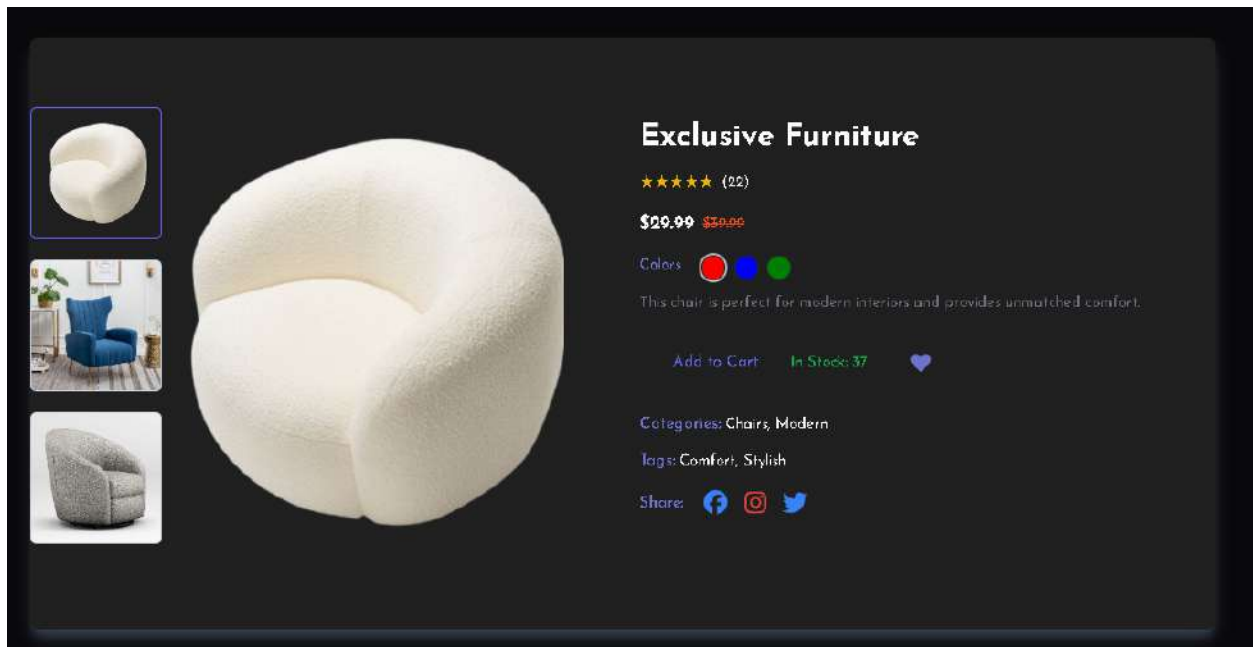 Exclusive Furniture
★★★★★ (22)
$29.99 $39.99
Colors
This chair is perfect for modern interiors and provides unmatched comfort.
Add to Cart In Stock: 37
Categories: Chairs, Modern
Tags: Comfort, Stylish
Share: